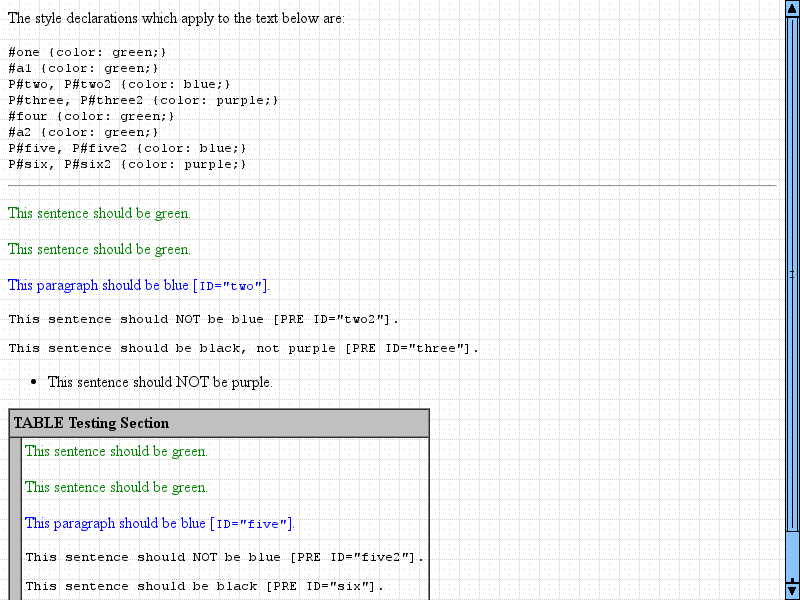 The style declarations which apply to the text below are:
#one {color: green;}
#a1 {color: green;}
P#two, P#two2 {color: blue;}
P#three, P#three2 {color: purple;}
#four {color: green;}
#a2 {color: green;}
P#five, P#five2 {color: blue;}
P#six, P#six2 {color: purple;}
This sentence should be green.
This sentence should be green.
This paragraph should be blue [ID="two"].
This sentence should NOT be blue [PRE ID="two2"].
This sentence should be black, not purple [PRE ID="three"].
• This sentence should NOT be purple.
TABLE Testing Section
This sentence should be green.
This sentence should be green.
This paragraph should be blue [ID="five"].
This sentence should NOT be blue [PRE ID="five2"].
This sentence should be black [PRE ID="six"].